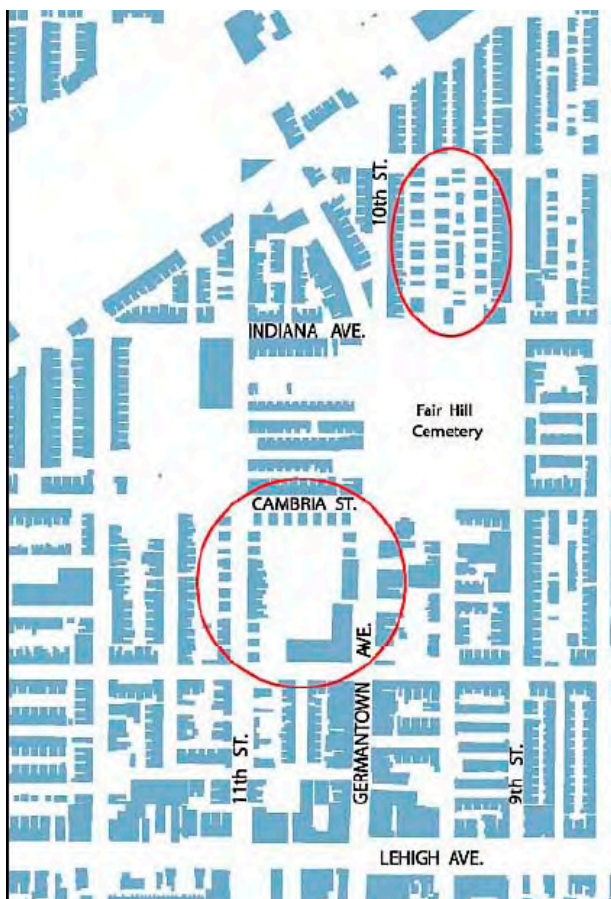 10th ST.
INDIANA AVE.
Fair Hill
Cemetery
CAMBRIA ST.
GERMANTOWN AVE.
11th ST.
9th ST.
LEHIGH AVE.